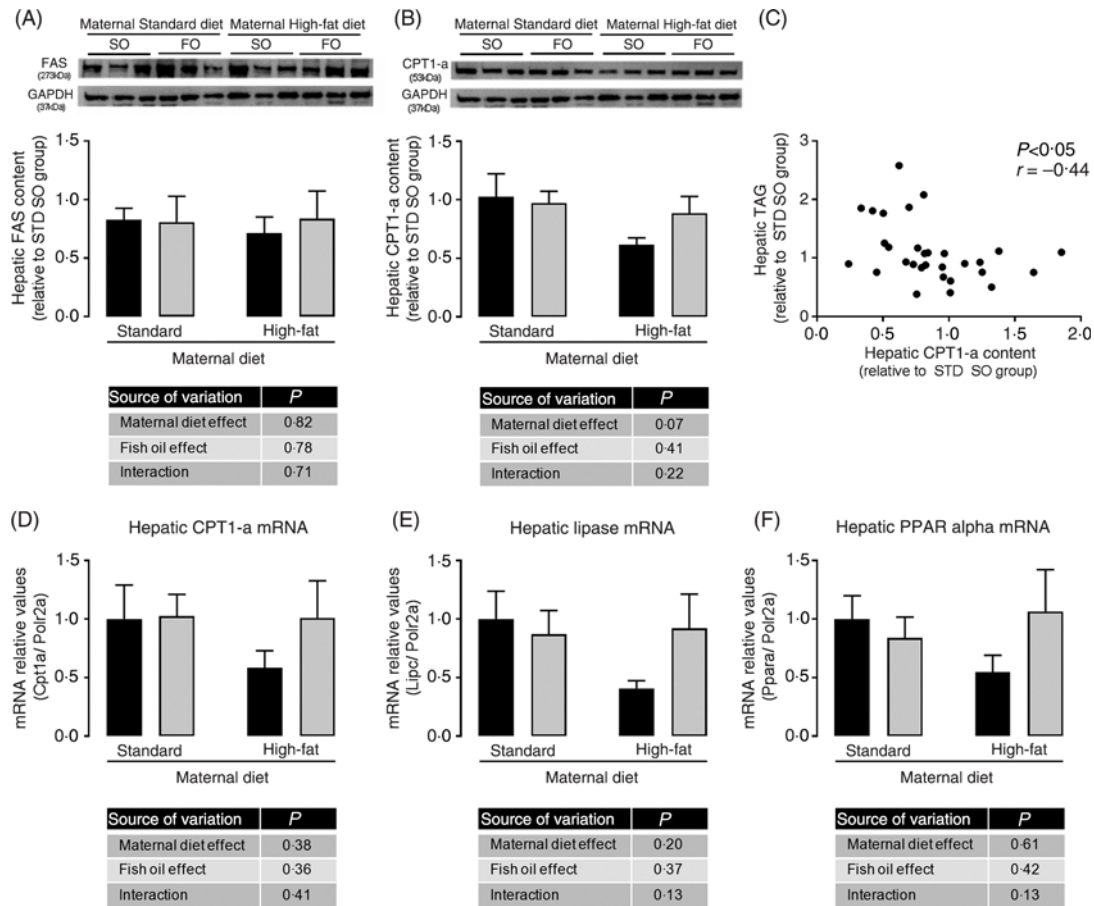 (A)
Maternal Standard diet Maternal High-fat diet
SO FO SO FO
FAS
(273kDa)
GAPDH
(37kDa)
Hepatic FAS content
(relative to STD SO group)
1·5
1·0
0·5
0·0
Standard High-fat
Maternal diet
Source of variation P
Maternal diet effect 0·82
Fish oil effect 0·78
Interaction 0·71
(B)
Maternal Standard diet Maternal High-fat diet
SO FO SO FO
CPT1-a
(53kDa)
GAPDH
(37kDa)
Hepatic CPT1-a content
(relative to STD SO group)
1·5
1·0
0·5
0·0
Standard High-fat
Maternal diet
Source of variation P
Maternal diet effect 0·07
Fish oil effect 0·41
Interaction 0·22
(C)
P<0·05
r = −0·44
Hepatic TAG
(relative to STD SO group)
3
2
1
0
0·0 0·5 1·0 1·5 2·0
Hepatic CPT1-a content
(relative to STD SO group)
(D)
Hepatic CPT1-a mRNA
mRNA relative values
(Cpt1a/ Polr2a)
1·5
1·0
0·5
0·0
Standard High-fat
Maternal diet
Source of variation P
Maternal diet effect 0·38
Fish oil effect 0·36
Interaction 0·41
(E)
Hepatic lipase mRNA
mRNA relative values
(Lipc/ Polr2a)
1·5
1·0
0·5
0·0
Standard High-fat
Maternal diet
Source of variation P
Maternal diet effect 0·20
Fish oil effect 0·37
Interaction 0·13
(F)
Hepatic PPAR alpha mRNA
mRNA relative values
(Ppara/ Polr2a)
1·5
1·0
0·5
0·0
Standard High-fat
Maternal diet
Source of variation P
Maternal diet effect 0·61
Fish oil effect 0·42
Interaction 0·13